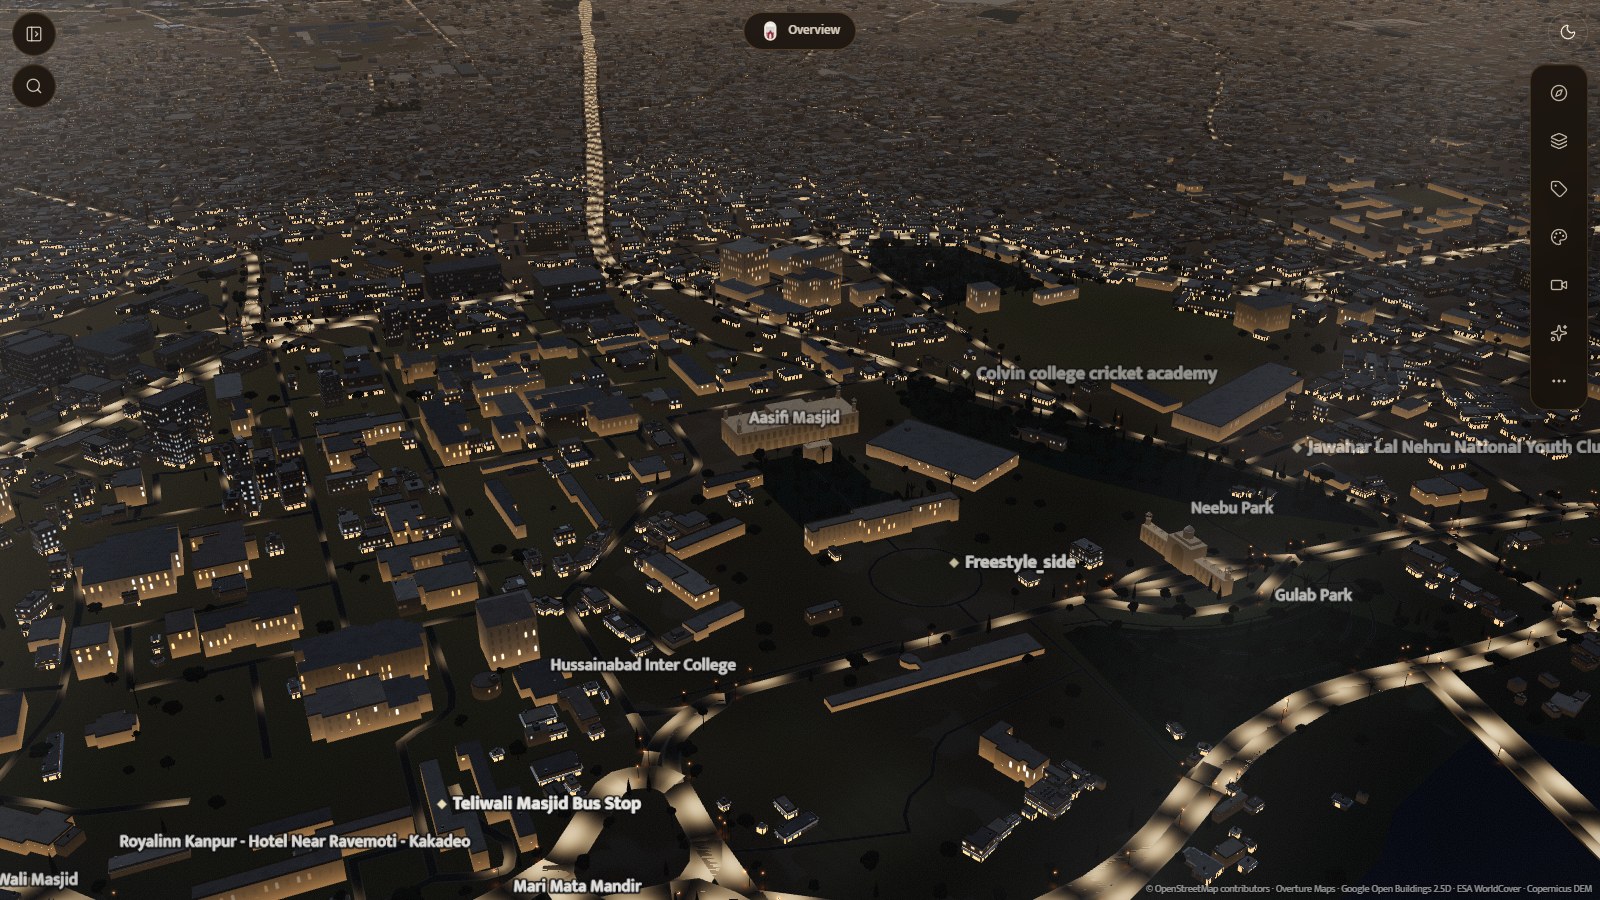 Overview
Colvin college cricket academy
Aasifi Masjid
Jawahar Lal Nehru National Youth Clu
Neebu Park
Freestyle_side
Gulab Park
Hussainabad Inter College
Teliwali Masjid Bus Stop
Royalinn Kanpur - Hotel Near Ravemoti - Kakadeo
Wali Masjid
Mari Mata Mandir
© OpenStreetMap contributors · Overture Maps · Google Open Buildings 2.5D · ESA WorldCover · Copernicus DEM